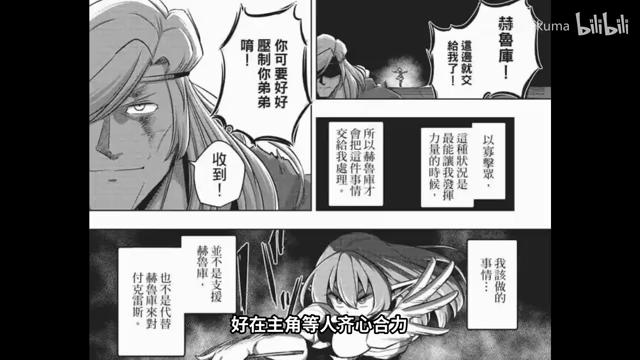 赫魯庫！
這邊就交
給我了！
你可要好好
壓制你弟弟
唷！
收到！
以寡擊眾，
這種狀況是
最能讓我發揮
力量的時候，
所以赫魯庫才
會把這件事情
交給我處理。
我該做的
事情…
並不是支援
赫魯庫，
也不是代替
赫魯庫來對
付克雷斯。
好在主角等人齐心合力
uma
bilibili